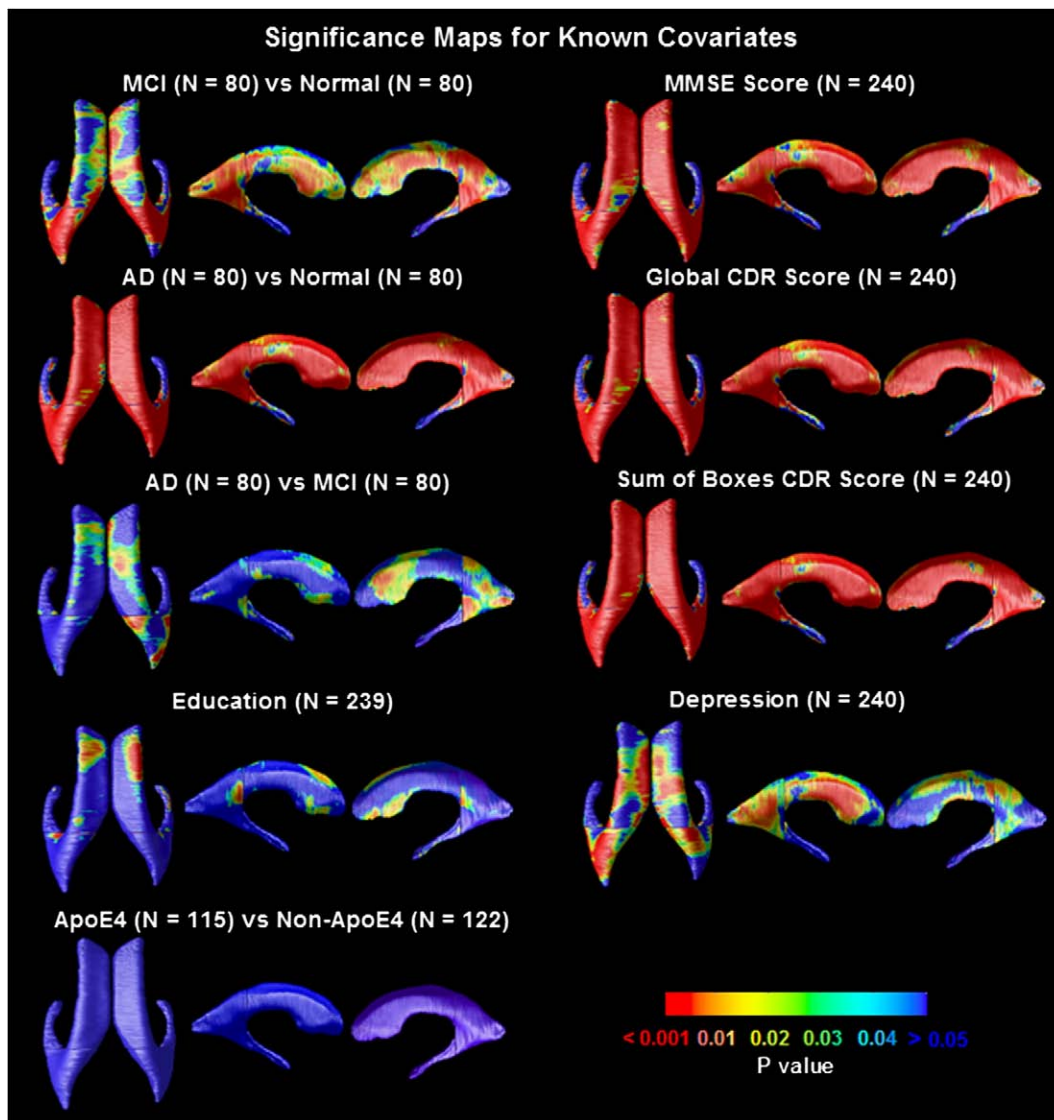 Significance Maps for Known Covariates
MCI (N = 80) vs Normal (N = 80)
MMSE Score (N = 240)
AD (N = 80) vs Normal (N = 80)
Global CDR Score (N = 240)
AD (N = 80) vs MCI (N = 80)
Sum of Boxes CDR Score (N = 240)
Education (N = 239)
Depression (N = 240)
ApoE4 (N = 115) vs Non-ApoE4 (N = 122)
< 0.001 0.01 0.02 0.03 0.04 > 0.05
P value